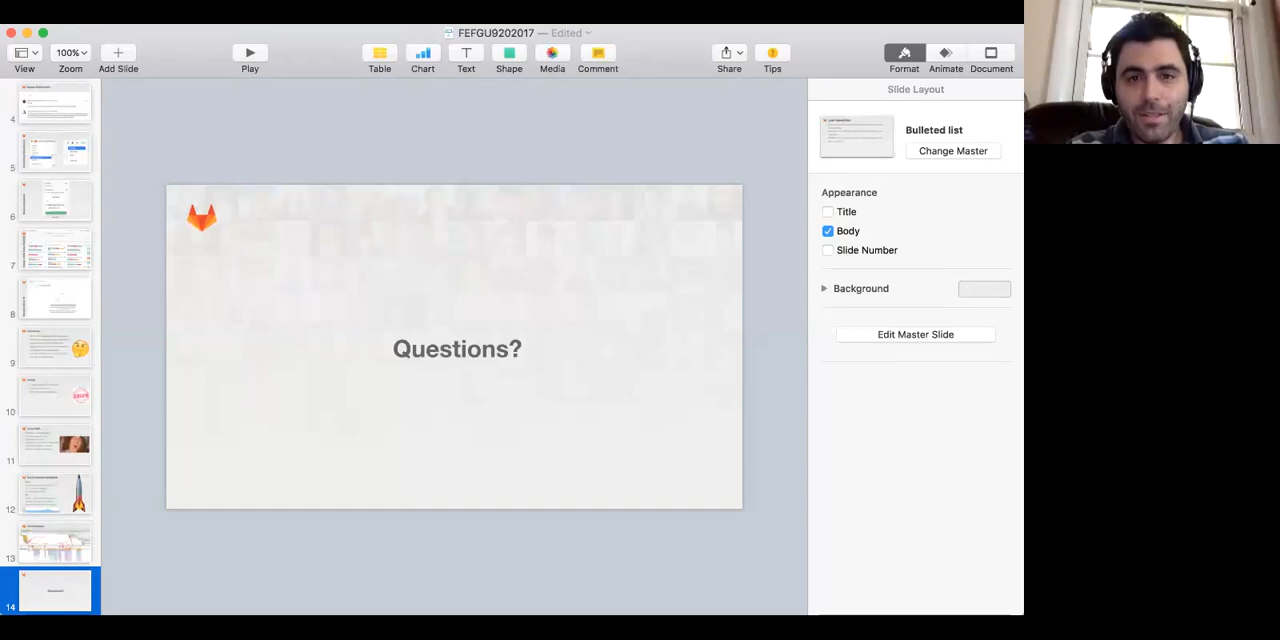 FEFGU9202017 — Edited
View
100%
Zoom
Add Slide
Play
Table
Chart
Text
Shape
Media
Comment
Share
Tips
Format
Animate
Document
Slide Layout
Bulleted list
Change Master
Appearance
Title
Body
Slide Number
Background
Edit Master Slide
Questions?
4
5
6
7
8
9
10
11
12
13
14